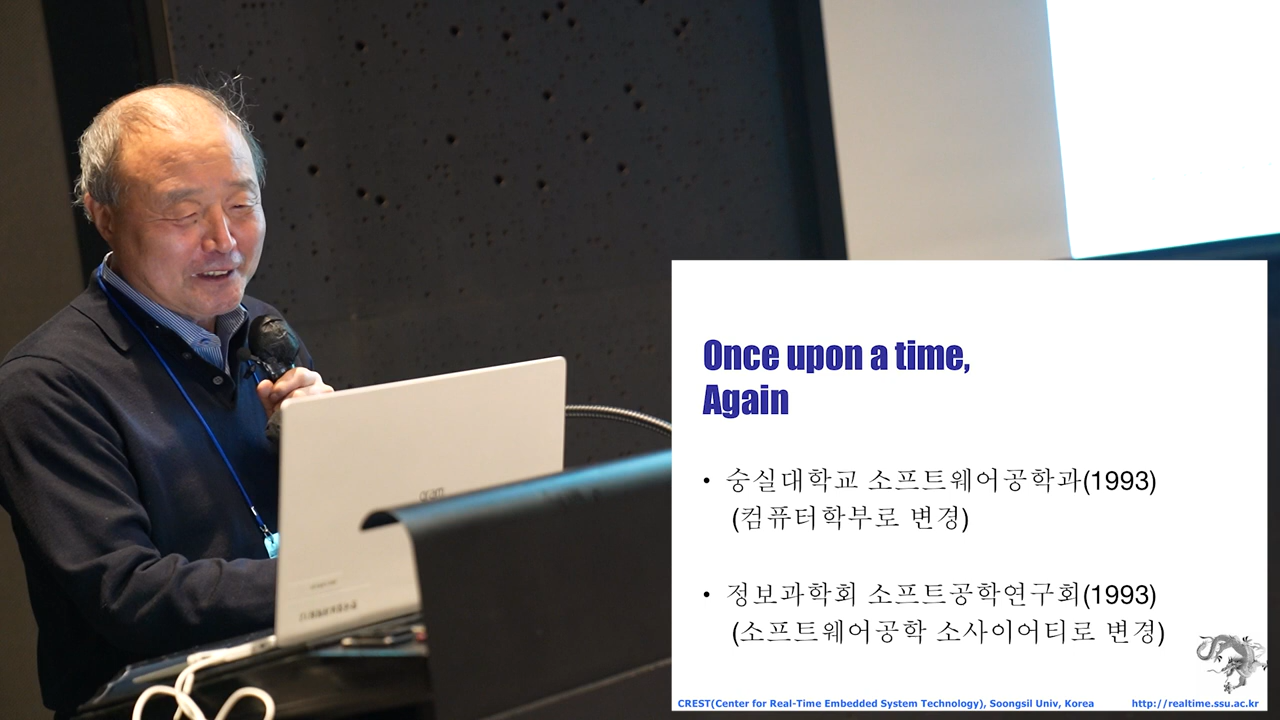 gram
Once upon a time,
Again
• 숭실대학교 소프트웨어공학과(1993)
(컴퓨터학부로 변경)
• 정보과학회 소프트공학연구회(1993)
(소프트웨어공학 소사이어티로 변경)
CREST(Center for Real-Time Embedded System Technology), Soongsil Univ, Korea
http://realtime.ssu.ac.kr